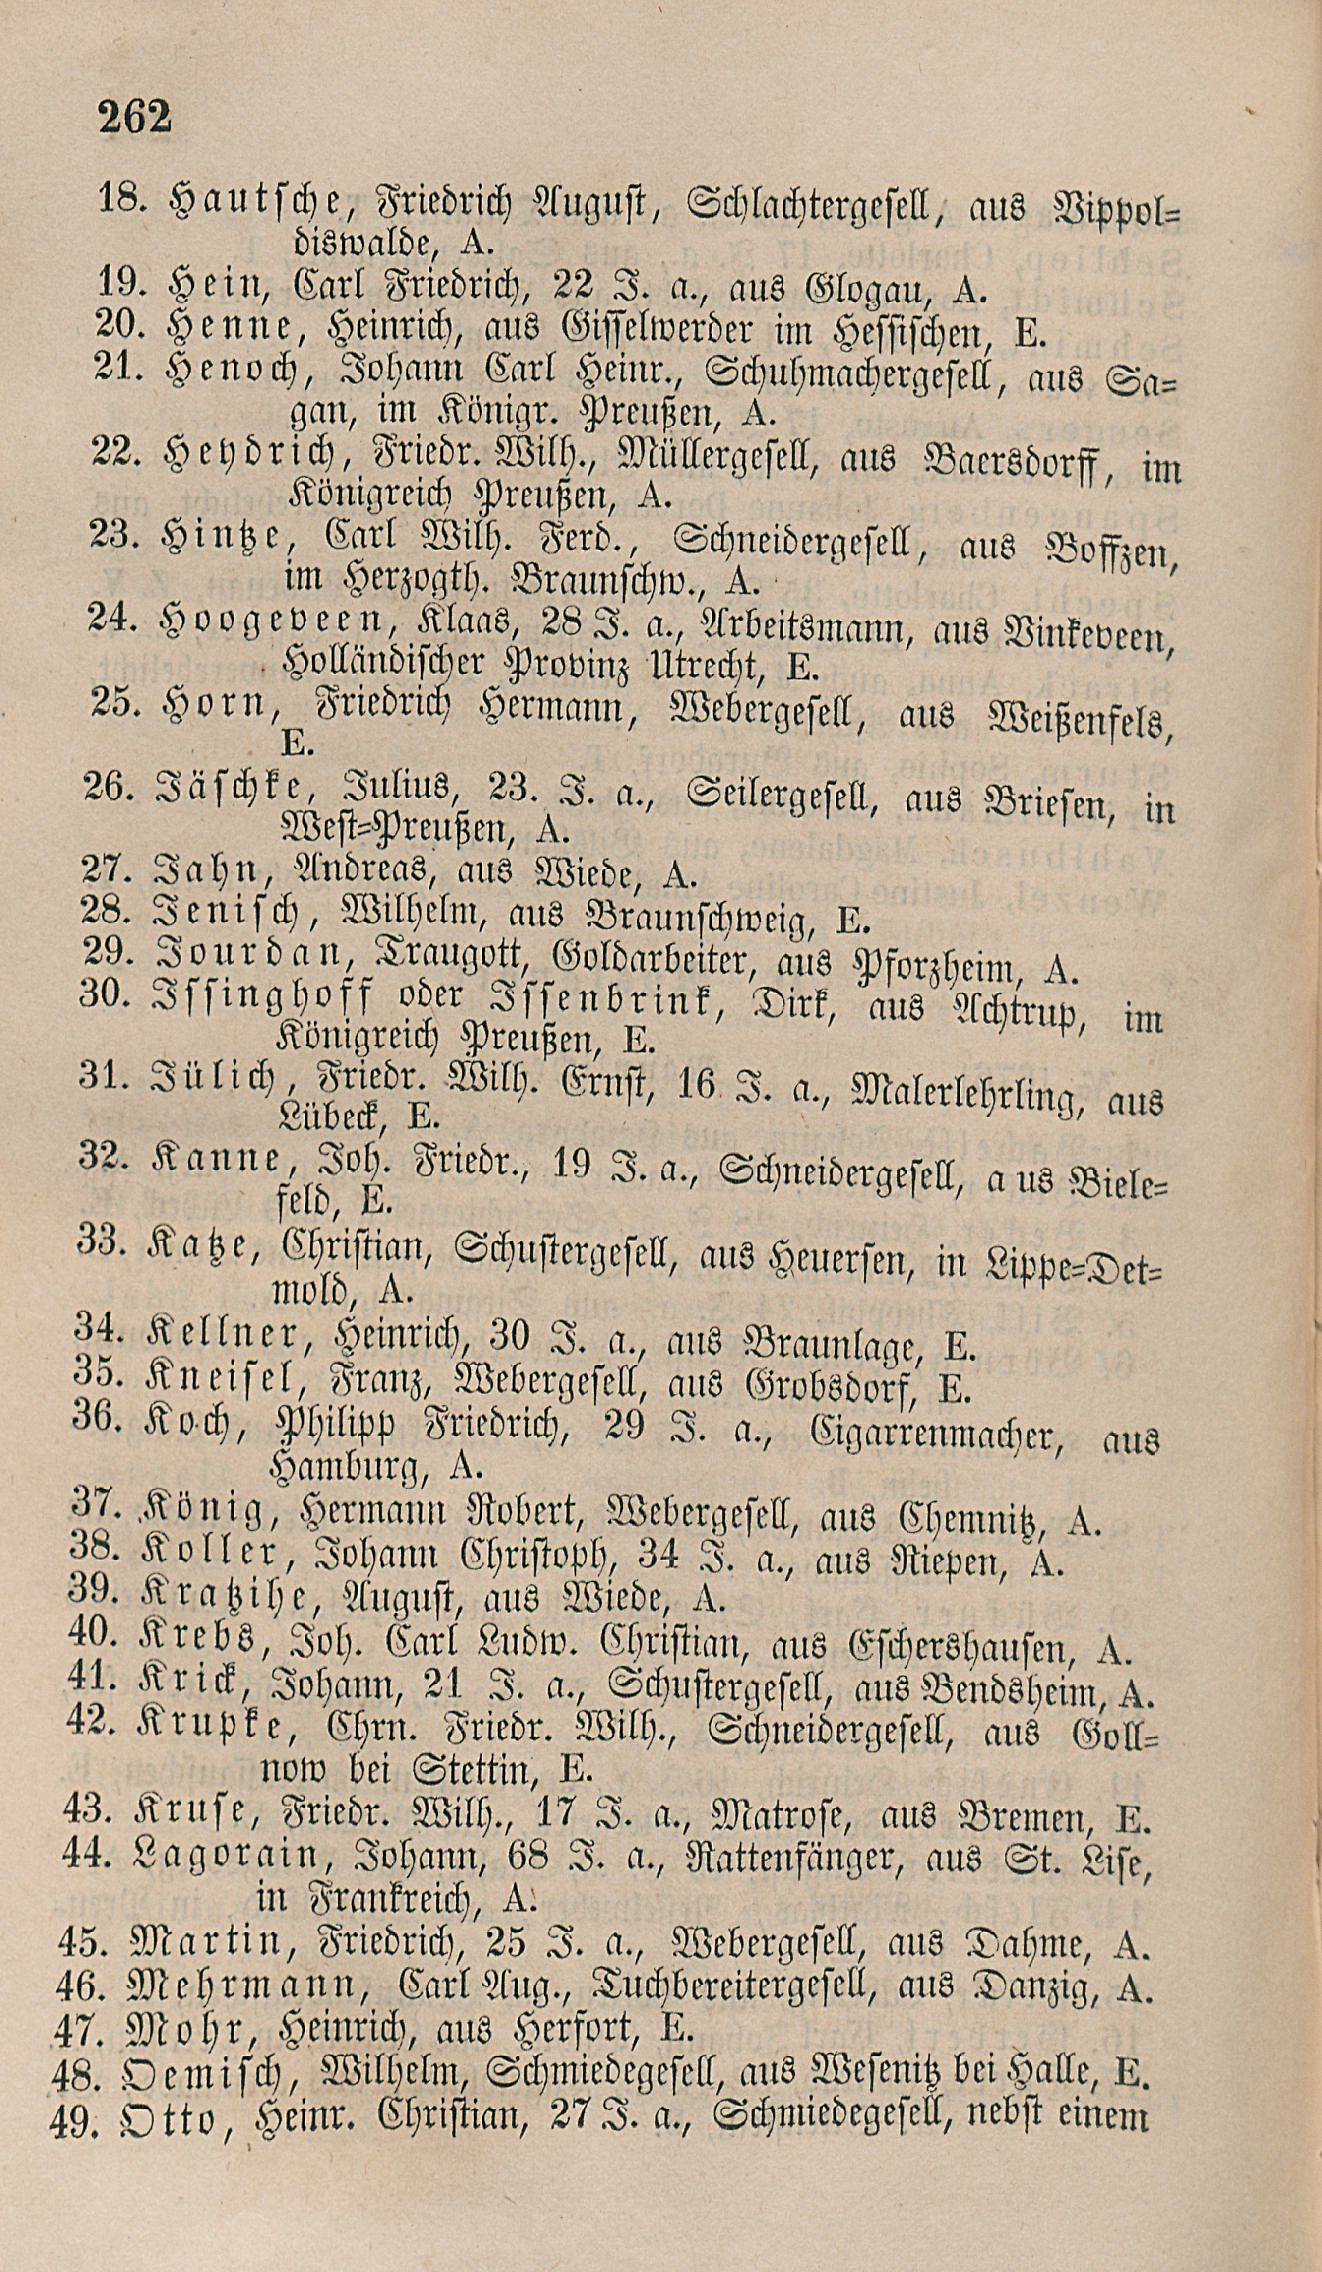 262
18. Hautsche, Friedrich August, Schlachtergesell, aus Vippol-
diswalde, A.
19. Hein, Carl Friedrich, 22 J. a., aus Glogau, A.
20. Henne, Heinrich, aus Gisselwerder im Hessischen, E.
21. Henoch, Johann Carl Heinr., Schuhmachergesell, aus Sa-
gan, im Königr. Preußen, A.
22. Heydrich, Friedr. Wilh., Müllergesell, aus Baersdorff, im
Königreich Preußen, A.
23. Hintze, Carl Wilh. Ferd., Schneidergesell, aus Boffzen,
im Herzogth. Braunschw., A.
24. Hoogeveen, Klaas, 28 J. a., Arbeitsmann, aus Vinkeveen,
Holländischer Provinz Utrecht, E.
25. Horn, Friedrich Hermann, Webergesell, aus Weißenfels,
E.
26. Jäschke, Julius, 23. J. a., Seilergesell, aus Briesen, in
West-Preußen, A.
27. Jahn, Andreas, aus Wiede, A.
28. Jenisch, Wilhelm, aus Braunschweig, E.
29. Jourdan, Traugott, Goldarbeiter, aus Pforzheim, A.
30. Issinghoff oder Issenbrink, Dirk, aus Achtrup, im
Königreich Preußen, E.
31. Jülich, Friedr. Wilh. Ernst, 16 J. a., Malerlehrling, aus
Lübeck, E.
32. Kanne, Joh. Friedr., 19 J. a., Schneidergesell, aus Biele-
feld, E.
33. Katze, Christian, Schustergesell, aus Heuersen, in Lippe-Det-
mold, A.
34. Kellner, Heinrich, 30 J. a., aus Braunlage, E.
35. Kneisel, Franz, Webergesell, aus Grobsdorf, E.
36. Koch, Philipp Friedrich, 29 J. a., Cigarrenmacher, aus
Hamburg, A.
37. König, Hermann Robert, Webergesell, aus Chemnitz, A.
38. Koller, Johann Christoph, 34 J. a., aus Riepen, A.
39. Kratzihe, August, aus Wiede, A.
40. Krebs, Joh. Carl Ludw. Christian, aus Eschershausen, A.
41. Krick, Johann, 21 J. a., Schustergesell, aus Bendsheim, A.
42. Krupke, Chrn. Friedr. Wilh., Schneidergesell, aus Goll-
now bei Stettin, E.
43. Kruse, Friedr. Wilh., 17 J. a., Matrose, aus Bremen, E.
44. Lagorain, Johann, 68 J. a., Rattenfänger, aus St. Lise,
in Frankreich, A.
45. Martin, Friedrich, 25 J. a., Webergesell, aus Dahme, A.
46. Mehrmann, Carl Aug., Tuchbereitergesell, aus Danzig, A.
47. Mohr, Heinrich, aus Herfort, E.
48. Oemisch, Wilhelm, Schmiedegesell, aus Wesenitz bei Halle, E.
49. Otto, Heinr. Christian, 27 J. a., Schmiedegesell, nebst einem